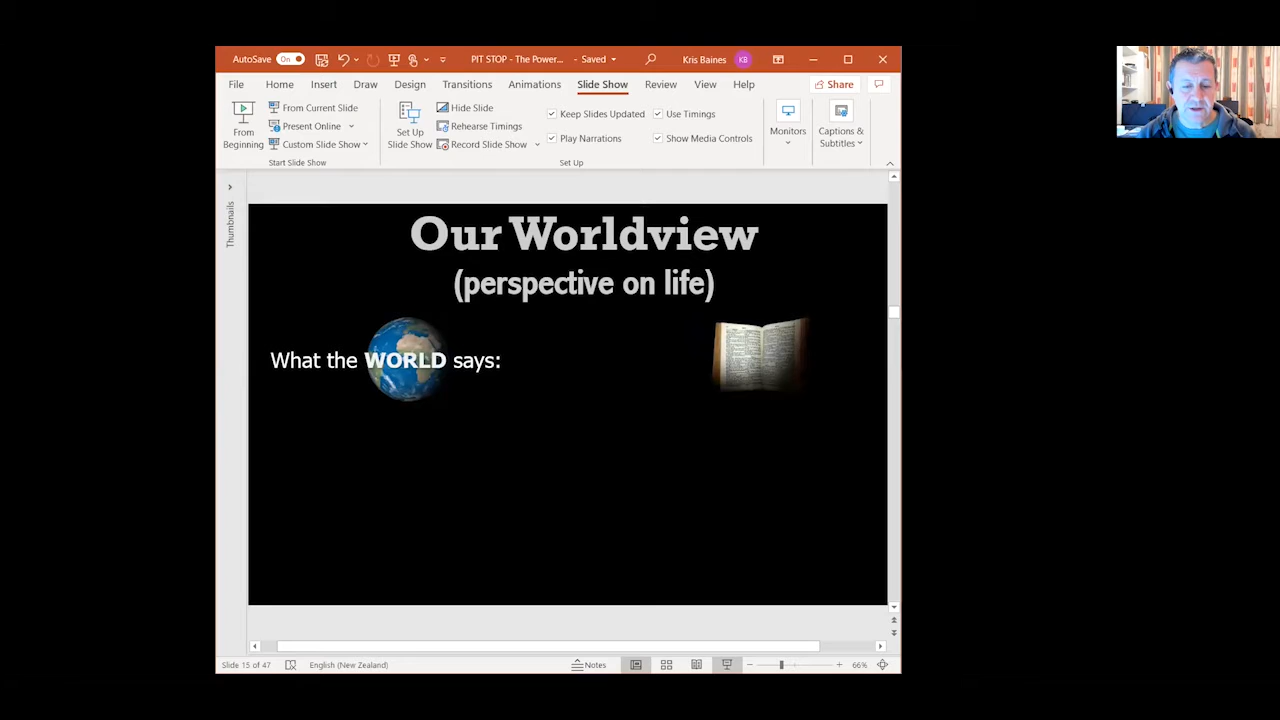 AutoSave On PIT STOP - The Power... - Saved Kris Baines KB
File Home Insert Draw Design Transitions Animations Slide Show Review View Help Share
From Beginning
From Current Slide
Present Online
Custom Slide Show
Start Slide Show
Set Up Slide Show
Hide Slide
Rehearse Timings
Record Slide Show
Keep Slides Updated
Use Timings
Play Narrations
Show Media Controls
Set Up
Monitors
Captions & Subtitles
Thumbnails
Our Worldview
(perspective on life)
What the WORLD says:
Slide 15 of 47 English (New Zealand) Notes 66%